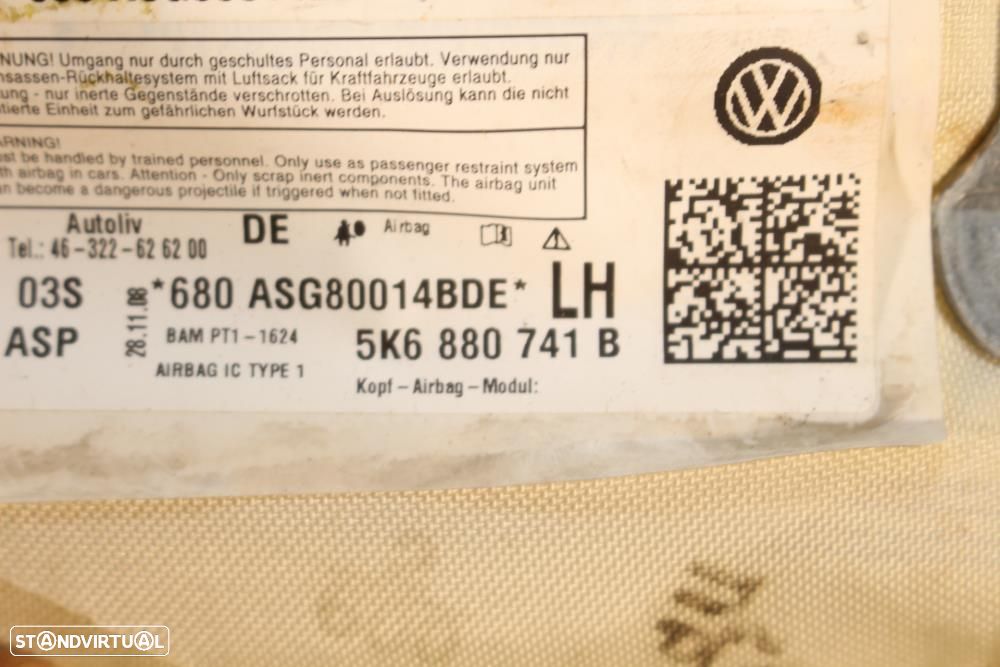 NUNG! Umgang nur durch geschultes Personal erlaubt. Verwendung nur
nsassen-Rückhaltesystem mit Luftsack für Kraftfahrzeuge erlaubt.
ung - nur inerte Gegenstände verschrotten. Bei Auslösung kann die nicht
ntierte Einheit zum gefährlichen Wurfstück werden.
ARNING!
ust be handled by trained personnel. Only use as passenger restraint system
th airbag in cars. Attention - Only scrap inert components. The airbag unit
an become a dangerous projectile if triggered when not fitted.
Autoliv
Tel.: 46-322-62 62 00
DE
Airbag
03S
28.11.08
*680 ASG80014BDE*
LH
ASP
BAM PT1-1624
5K6 880 741 B
AIRBAG IC TYPE 1
Kopf-Airbag-Modul:
STANDVIRTUAL